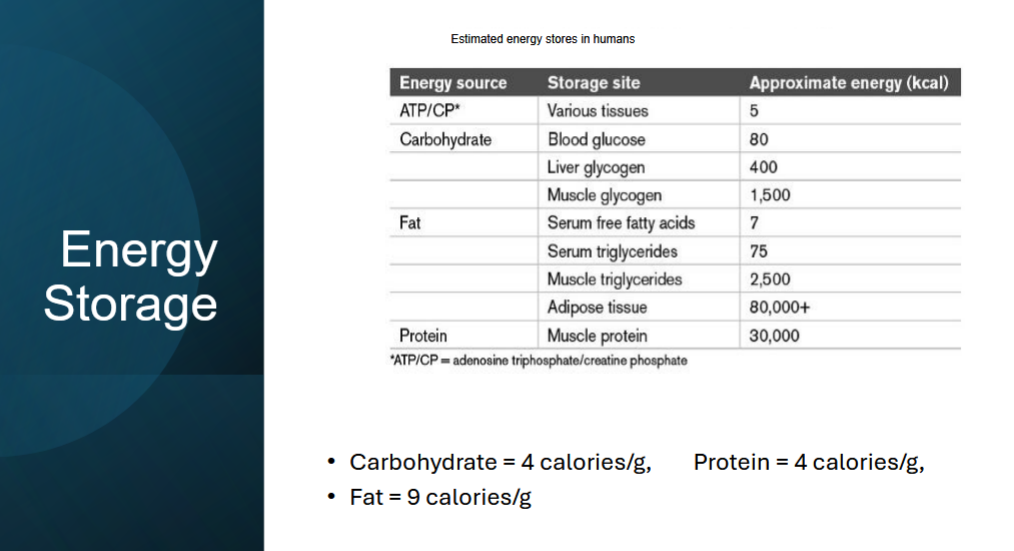 Energy
Storage
Estimated energy stores in humans
Energy source Storage site Approximate energy (kcal)
ATP/CP* Various tissues 5
Carbohydrate Blood glucose 80
Liver glycogen 400
Muscle glycogen 1,500
Fat Serum free fatty acids 7
Serum triglycerides 75
Muscle triglycerides 2,500
Adipose tissue 80,000+
Protein Muscle protein 30,000
*ATP/CP = adenosine triphosphate/creatine phosphate
• Carbohydrate = 4 calories/g, Protein = 4 calories/g,
• Fat = 9 calories/g